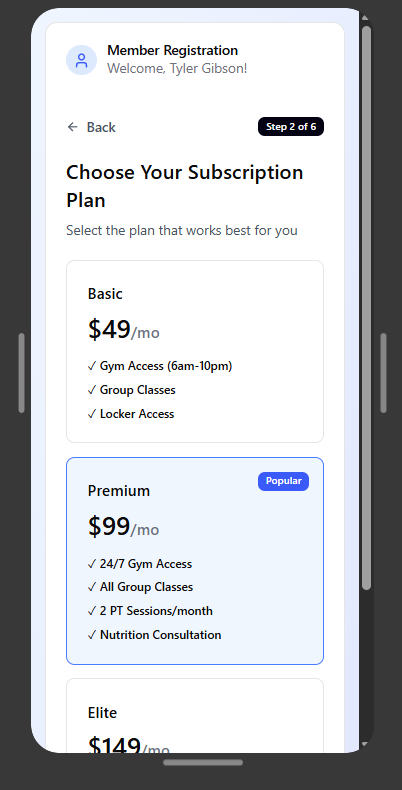 Member Registration
Welcome, Tyler Gibson!
← Back
Step 2 of 6
Choose Your Subscription
Plan
Select the plan that works best for you
Basic
$49/mo
✓ Gym Access (6am-10pm)
✓ Group Classes
✓ Locker Access
Popular
Premium
$99/mo
✓ 24/7 Gym Access
✓ All Group Classes
✓ 2 PT Sessions/month
✓ Nutrition Consultation
Elite
$149/mo